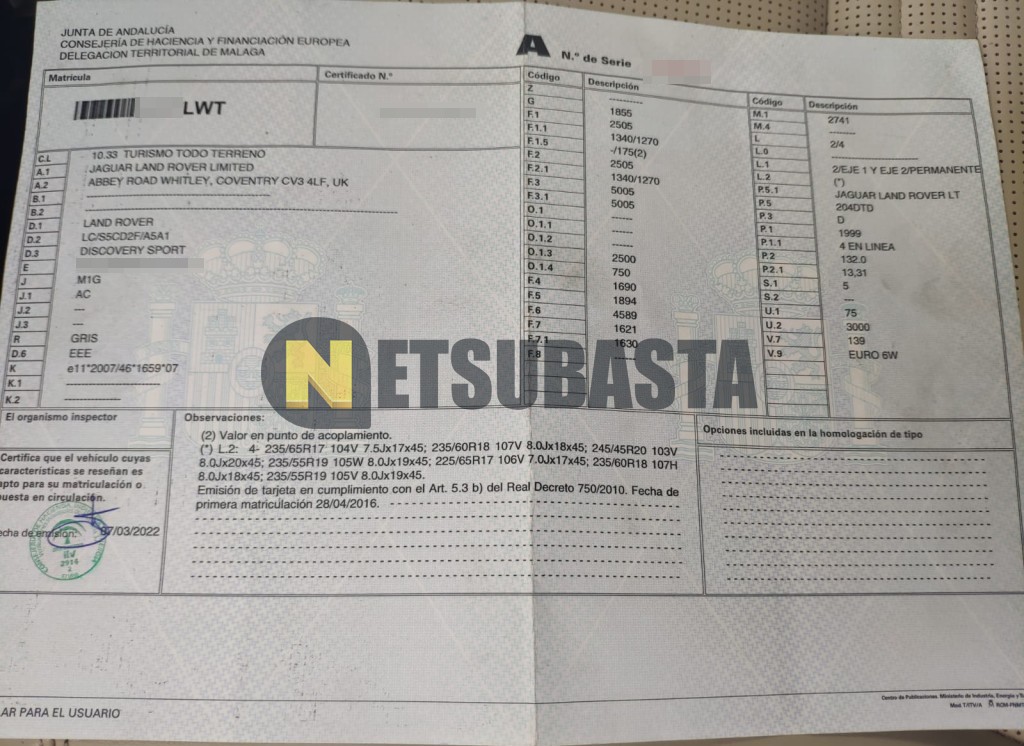 JUNTA DE ANDALUCÍA
CONSEJERÍA DE HACIENCIA Y FINANCIACIÓN EUROPEA
DELEGACION TERRITORIAL DE MALAGA
A N.º de Serie
Matrícula
LWT
Certificado N.º
C.L 10.33 TURISMO TODO TERRENO
A.1 JAGUAR LAND ROVER LIMITED
A.2 ABBEY ROAD WHITLEY, COVENTRY CV3 4LF, UK
B.1
B.2
D.1 LAND ROVER
D.2 LC/S5CD2F/A5A1
D.3 DISCOVERY SPORT
E
J M1G
J.1 AC
J.2 ---
J.3 ---
R GRIS
D.6 EEE
K e11*2007/46*1659*07
K.1
K.2
Código Descripción
Z ----------
G 1855
F.1 2505
F.1.1 1340/1270
F.1.5 -/175(2)
F.2 2505
F.2.1 1340/1270
F.3 5005
F.3.1 5005
O.1 ------
O.1.1 ------
O.1.2 2500
O.1.3 750
O.1.4 1690
F.4 1894
F.5 4589
F.6 1621
F.7 1630
F.7.1 ------
F.8
Código Descripción
M.1 2741
M.4 --------
L 2/4
L.0
L.1 2/EJE 1 Y EJE 2/PERMANENTE
L.2 (*)
P.5.1 JAGUAR LAND ROVER LT
P.5 204DTD
P.3 D
P.1 1999
P.1.1 4 EN LINEA
P.2 132.0
P.2.1 13,31
S.1 5
S.2 ---
U.1 75
U.2 3000
V.7 139
V.9 EURO 6W
NETSUBASTA
El organismo inspector
Certifica que el vehículo cuyas
características se reseñan es
apto para su matriculación o
puesta en circulación.
07/03/2022
Observaciones:
(2) Valor en punto de acoplamiento.
(*) L.2: 4- 235/65R17 104V 7.5Jx17x45; 235/60R18 107V 8.0Jx18x45; 245/45R20 103V
8.0Jx20x45; 235/55R19 105W 8.0Jx19x45; 225/65R17 106V 7.0Jx17x45; 235/60R18 107H
8.0Jx18x45; 235/55R19 105V 8.0Jx19x45.
Emisión de tarjeta en cumplimiento con el Art. 5.3 b) del Real Decreto 750/2010. Fecha de
primera matriculación 28/04/2016.
Opciones incluidas en la homologación de tipo
AR PARA EL USUARIO
Centro de Publicaciones. Ministerio de Industria, Energía y